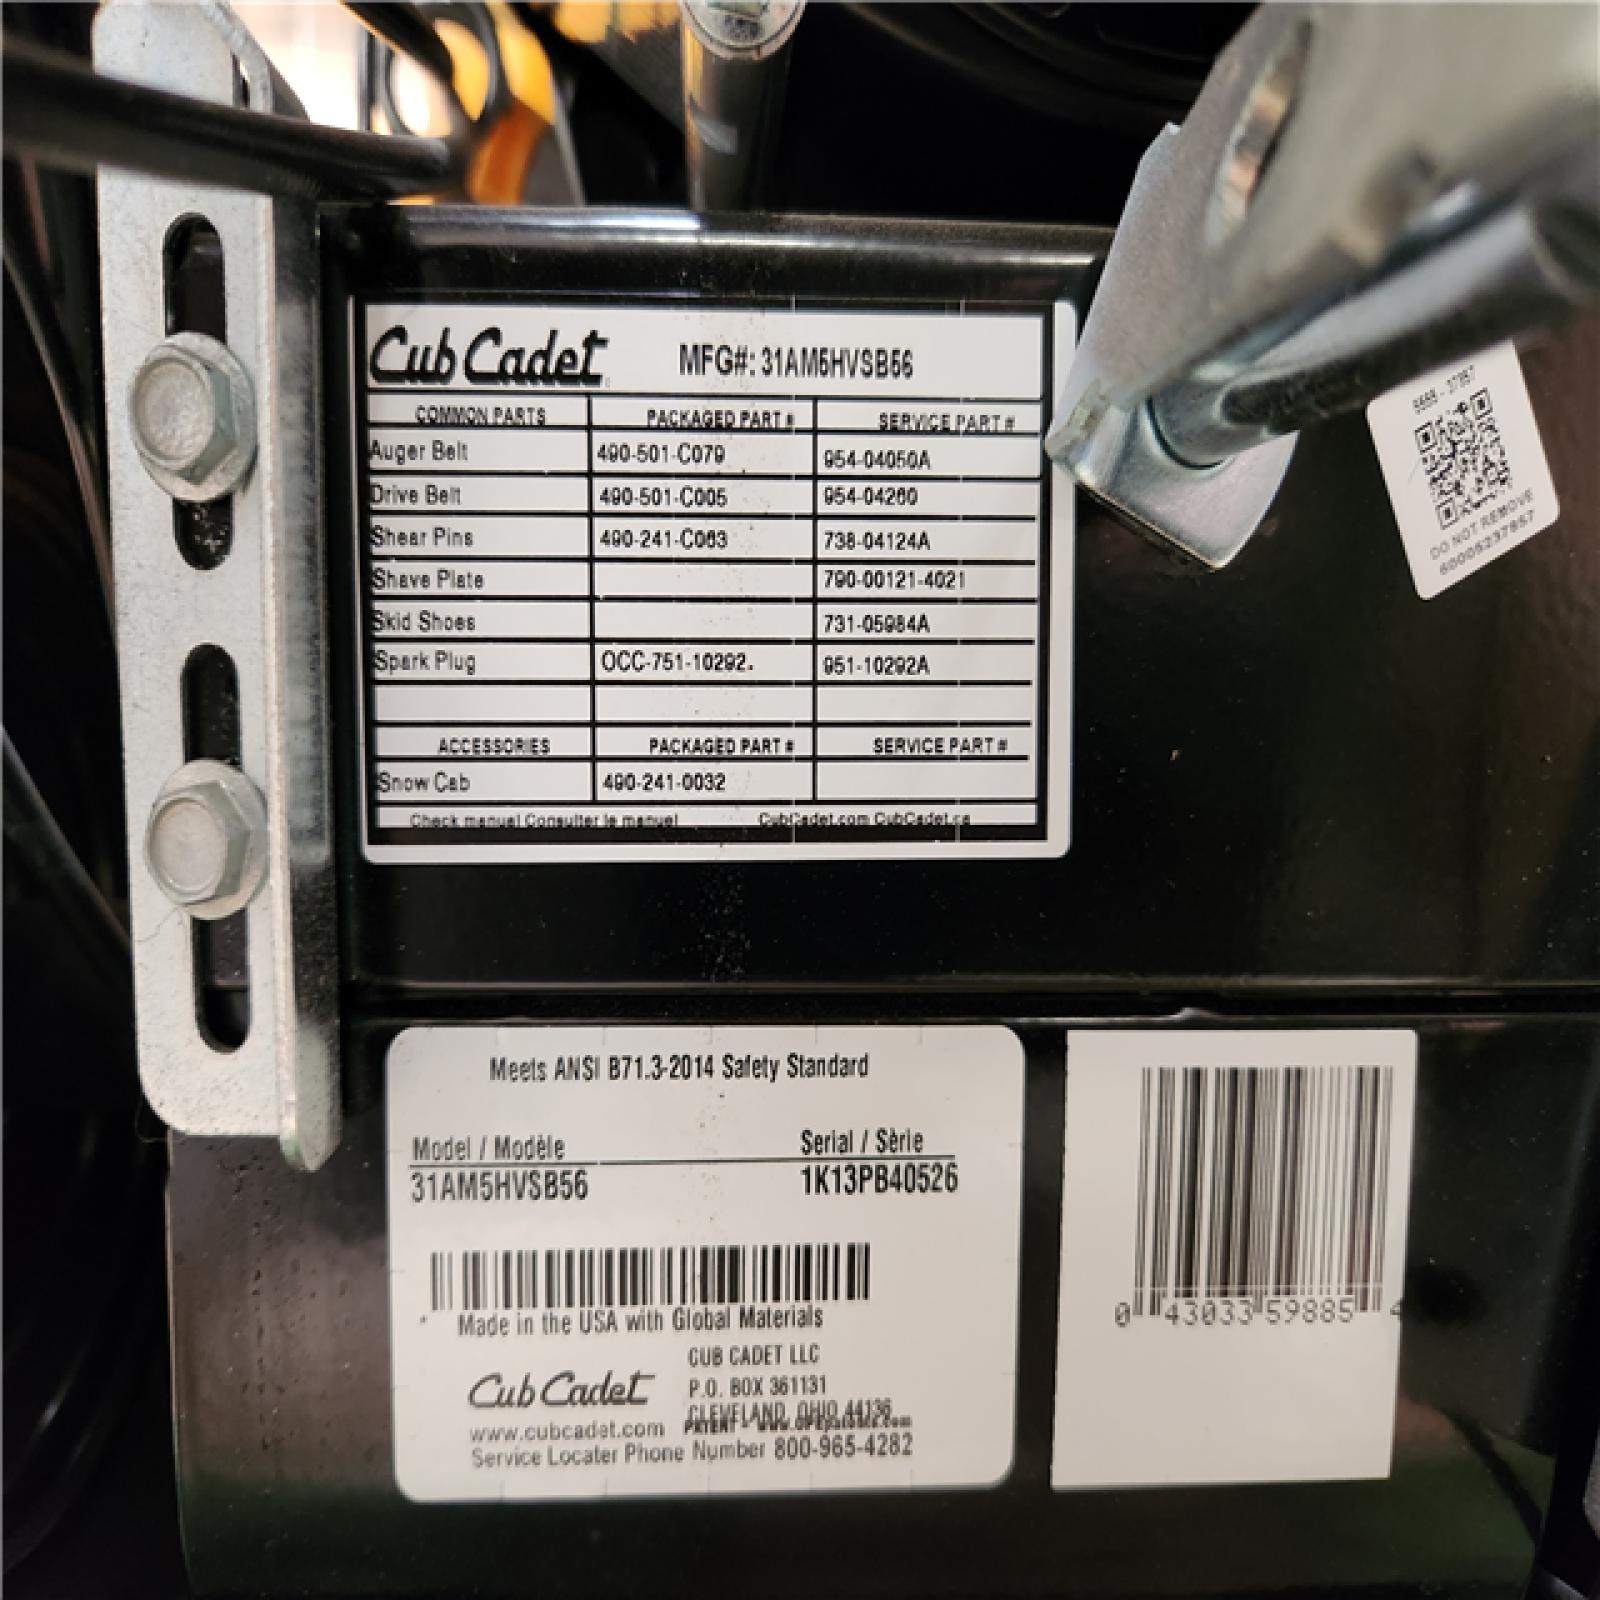 Cub Cadet MFG#: 31AM5HVSB56
COMMON PARTS PACKAGED PART # SERVICE PART #
Auger Belt 490-501-C079 954-04050A
Drive Belt 490-501-C005 954-04260
Shear Pins 490-241-C063 738-04124A
Shave Plate 790-00121-4021
Skid Shoes 731-05984A
Spark Plug OCC-751-10292. 951-10292A
ACCESSORIES PACKAGED PART # SERVICE PART #
Snow Cab 490-241-0032
Check manual Consulter le manuel CubCadet.com CubCadet.ca
DO NOT REMOVE
Meets ANSI B71.3-2014 Safety Standard
Model / Modèle Serial / Série
31AM5HVSB56 1K13PB40526
Made in the USA with Global Materials
Cub Cadet
CUB CADET LLC
P.O. BOX 361131
CLEVELAND, OHIO 44136
www.cubcadet.com
Service Locater Phone Number 800-965-4282
0 43033 59885 4